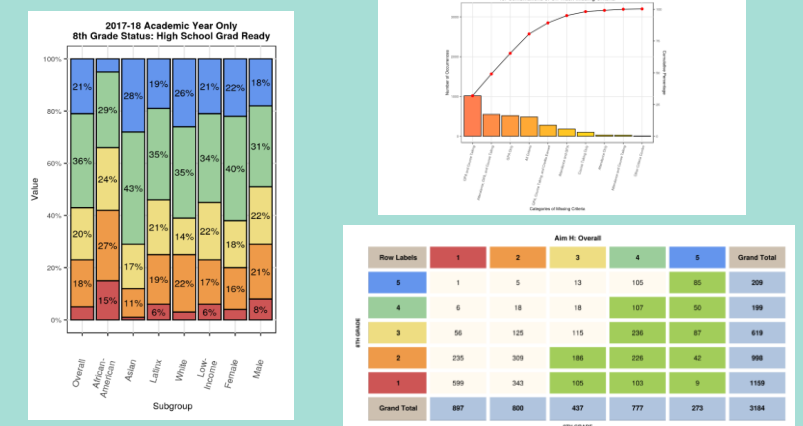 2017-18 Academic Year Only
8th Grade Status: High School Grad Ready
Value
100%
80%
60%
40%
20%
0%
21% 28% 19% 26% 21% 22% 18%
36% 29% 43% 35% 35% 34% 40% 31%
20% 24% 17% 21% 14% 22% 18% 22%
18% 27% 11% 19% 22% 17% 16% 21%
15% 6% 6% 8%
Overall
African-
American
Asian
Latinx
White
Low-
Income
Female
Male
Subgroup
Number of Occurrences
Cumulative Percentage
Categories of Missing Criteria
Aim H: Overall
Row Labels 1 2 3 4 5 Grand Total
5 1 5 13 105 85 209
4 6 18 18 107 50 199
3 56 125 115 236 87 619
2 235 309 186 226 42 998
1 599 343 105 103 9 1159
Grand Total 897 800 437 777 273 3184